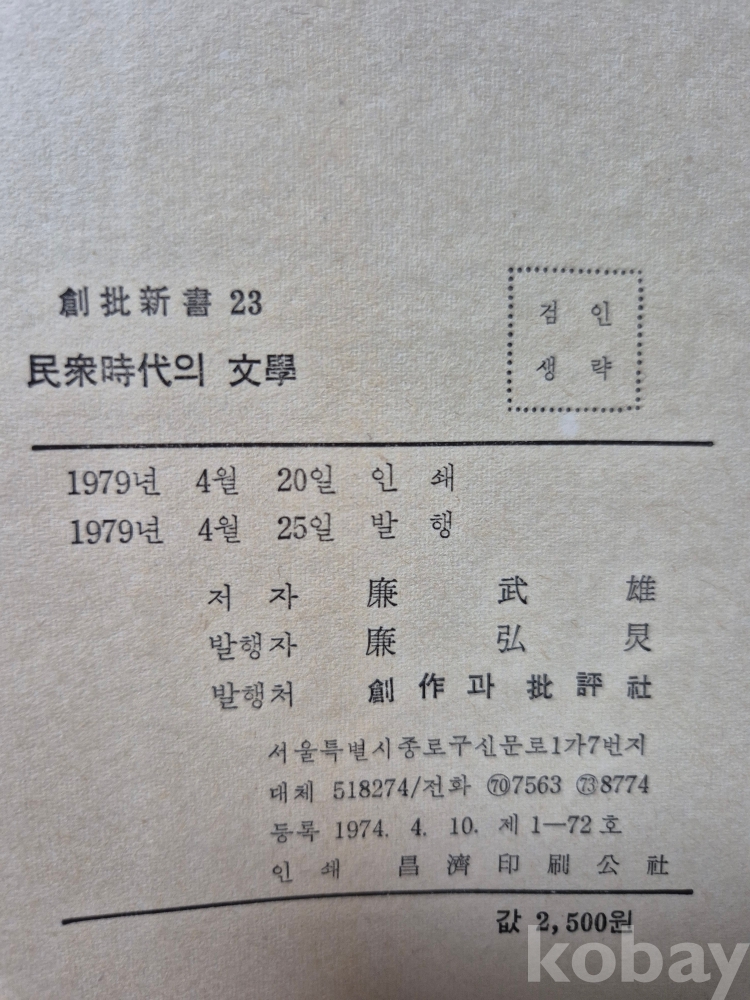 創批新書 23
검인
생략
民衆時代의 文學
1979년 4월 20일 인쇄
1979년 4월 25일 발행
저 자 廉武雄
발행자 廉弘炅
발행처 創作과 批評社
서울특별시중로구신문로1가7번지
대체 518274/전화 ⑦⓪7563 ⑦③8774
등록 1974. 4. 10. 제 1—72 호
인 쇄 昌濟印刷公社
값 2,500원
kobay